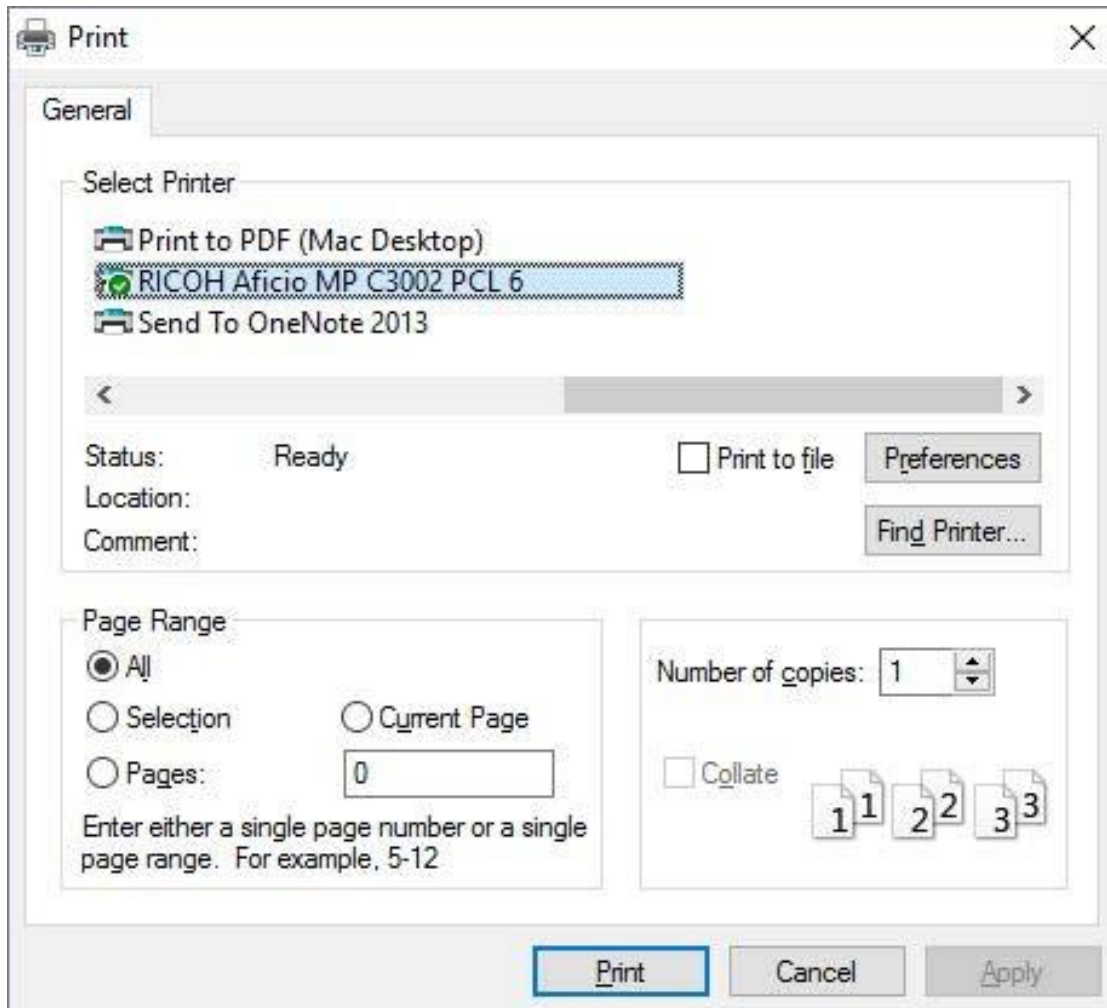 Print
General
Select Printer
Print to PDF (Mac Desktop)
RICOH Aficio MP C3002 PCL 6
Send To OneNote 2013
Status: Ready
Print to file
Preferences
Location:
Comment:
Find Printer...
Page Range
All
Selection
Current Page
Pages: 0
Enter either a single page number or a single
page range. For example, 5-12
Number of copies: 1
Collate
1 1 2 2 3 3
Print Cancel Apply